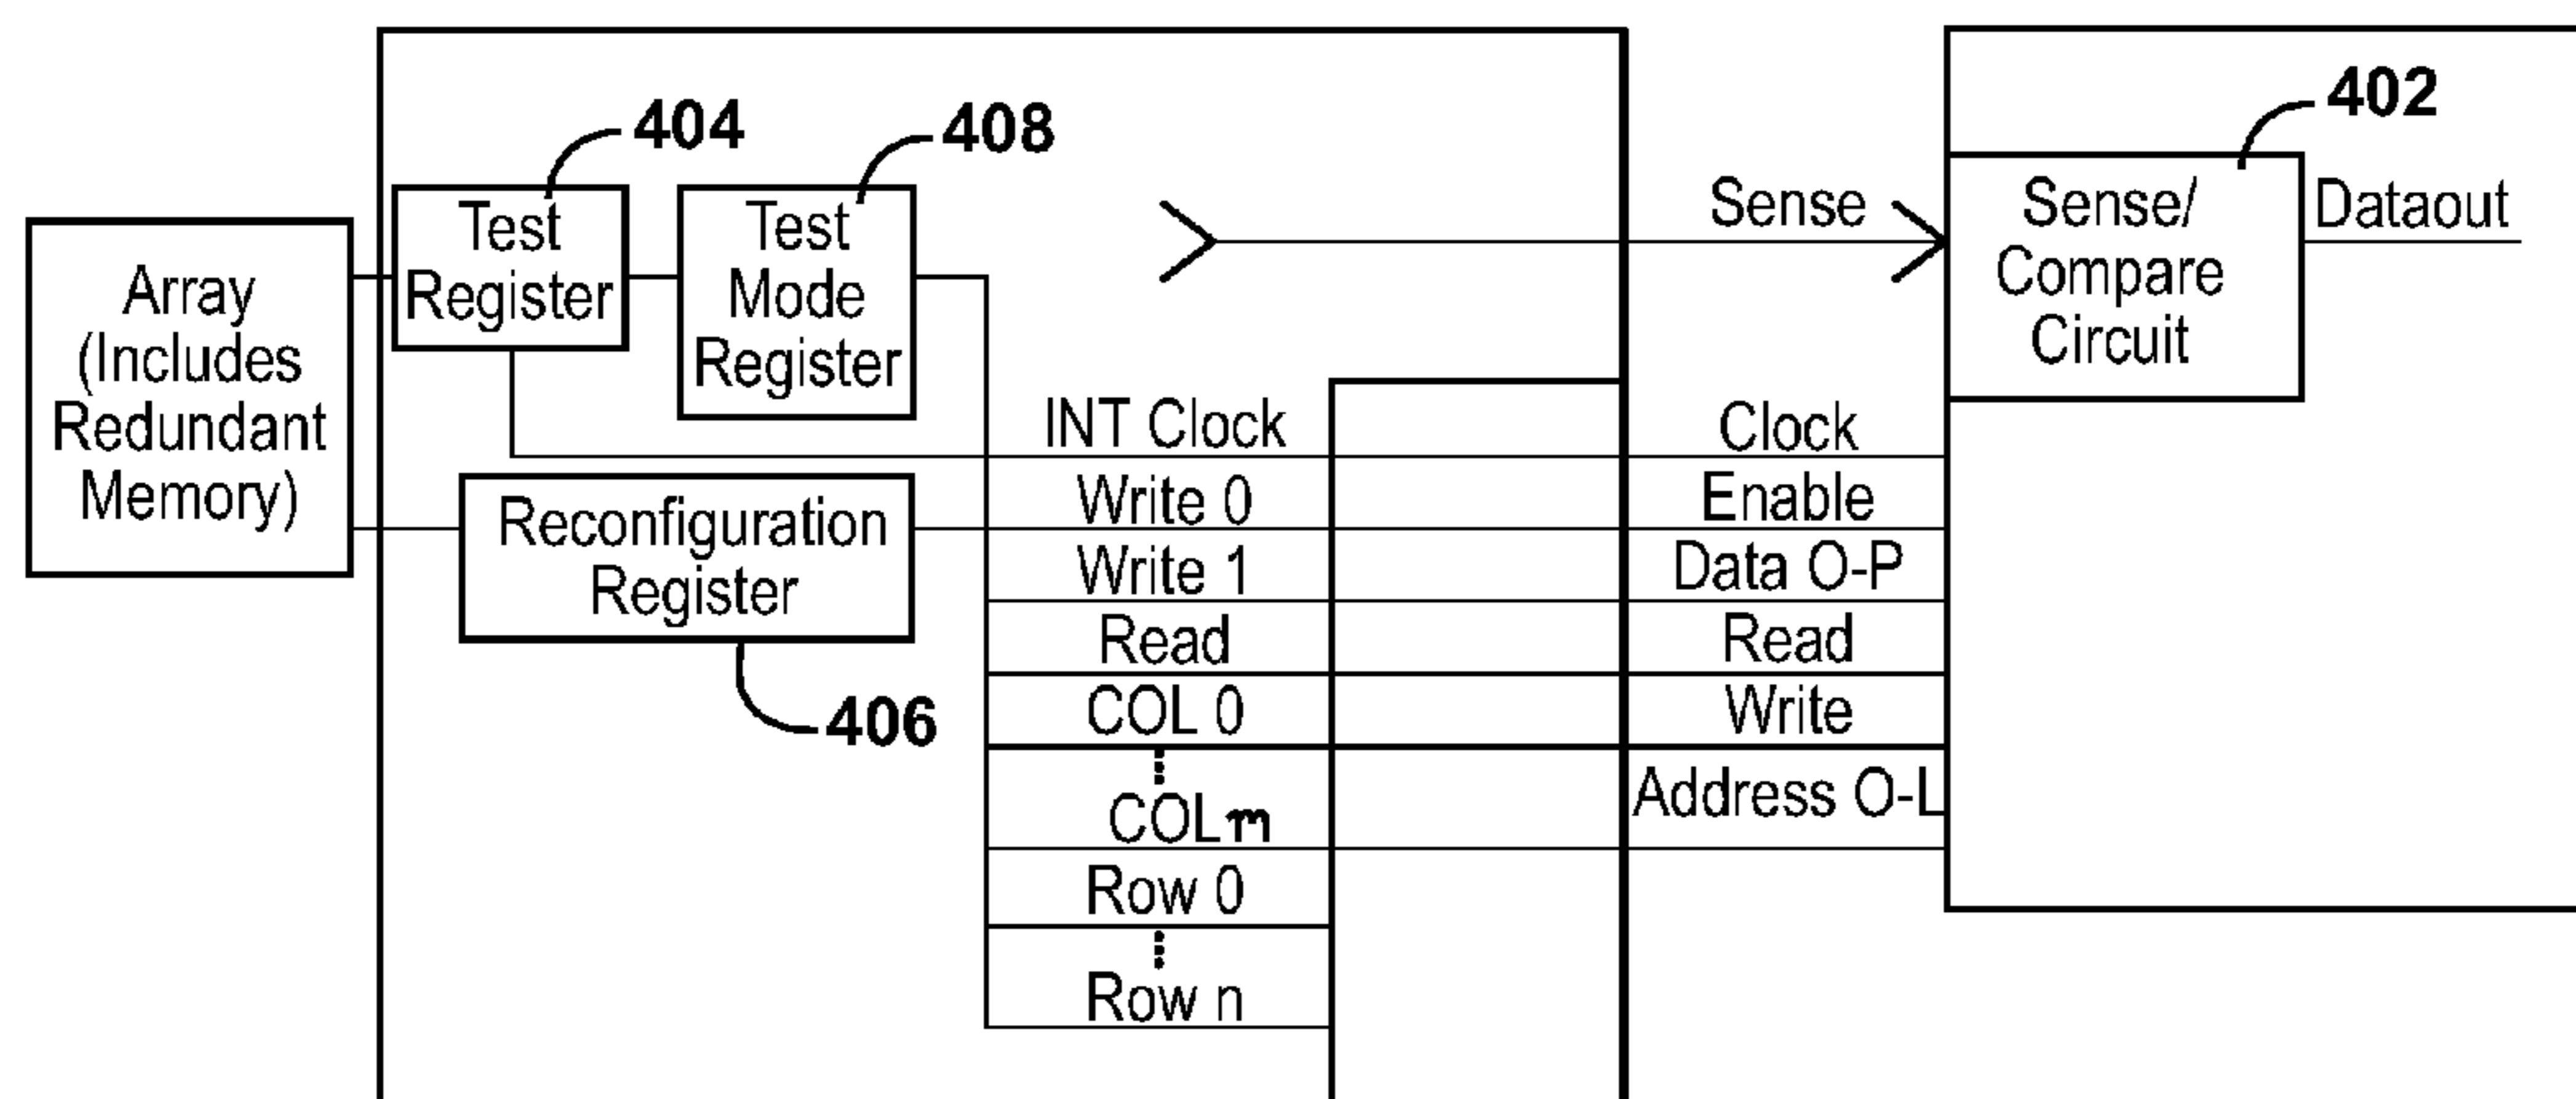 404
408
402
Array
(Includes
Redundant
Memory)
Test
Register
Test
Mode
Register
Sense
Sense/
Compare
Circuit
Dataout
Reconfiguration
Register
406
INT Clock
Write 0
Write 1
Read
COL 0
COL m
Row 0
Row n
Clock
Enable
Data O-P
Read
Write
Address O-L